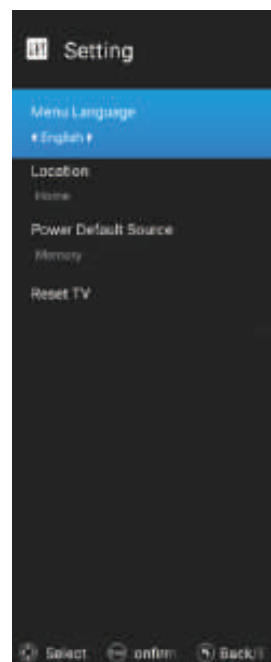 Setting
Menu Language
English
Location
Home
Power Default Source
Memory
Reset TV
Select onfirm Back/